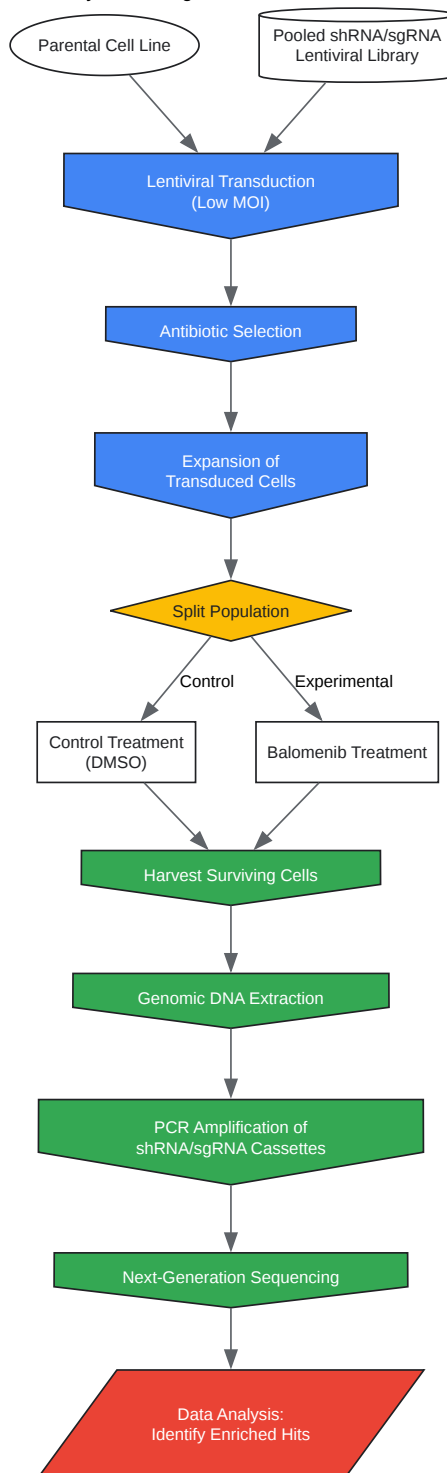 Parental Cell Line
Pooled shRNA/sgRNA
Lentiviral Library
Lentiviral Transduction
(Low MOI)
Antibiotic Selection
Expansion of
Transduced Cells
Split Population
Control
Experimental
Control Treatment
(DMSO)
Balomenib Treatment
Harvest Surviving Cells
Genomic DNA Extraction
PCR Amplification of
shRNA/sgRNA Cassettes
Next-Generation Sequencing
Data Analysis:
Identify Enriched Hits